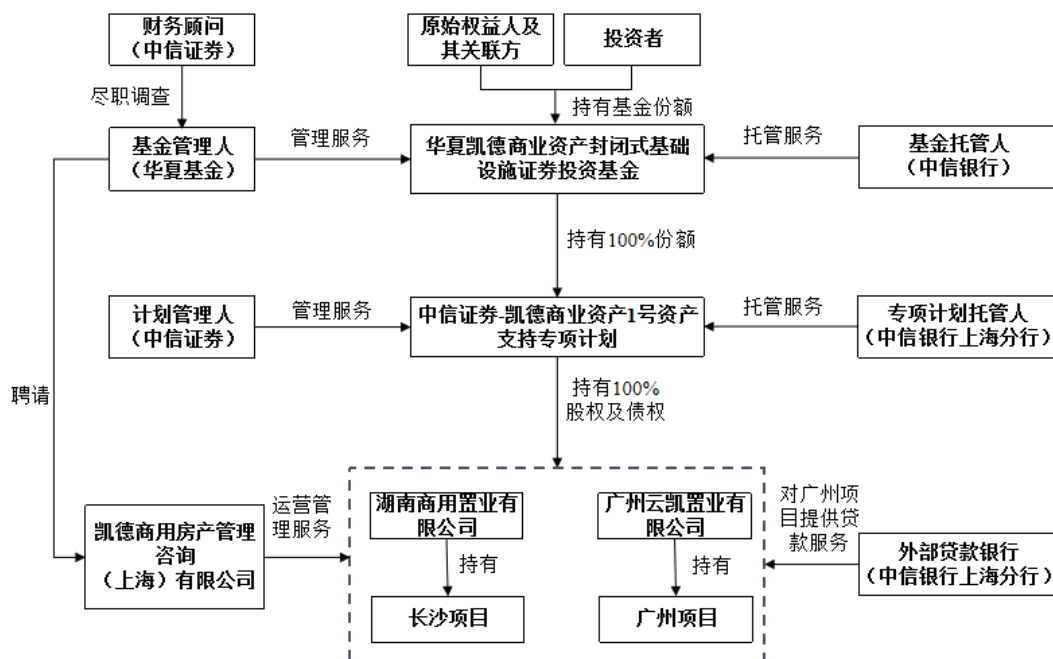 财务顾问
（中信证券）
原始权益人及
其关联方
投资者
尽职调查
持有基金份额
基金管理人
（华夏基金）
管理服务
华夏凯德商业资产封闭式基础
设施证券投资基金
托管服务
基金托管人
（中信银行）
持有100%份额
计划管理人
（中信证券）
管理服务
中信证券-凯德商业资产1号资产
支持专项计划
托管服务
专项计划托管人
（中信银行上海分行）
聘请
持有100%
股权及债权
凯德商用房产管理
咨询
（上海）有限公司
运营管
理服务
湖南商用置业有
限公司
持有
长沙项目
广州云凯置业有
限公司
持有
广州项目
对广州项
目提供贷
款服务
外部贷款银行
（中信银行上海分行）